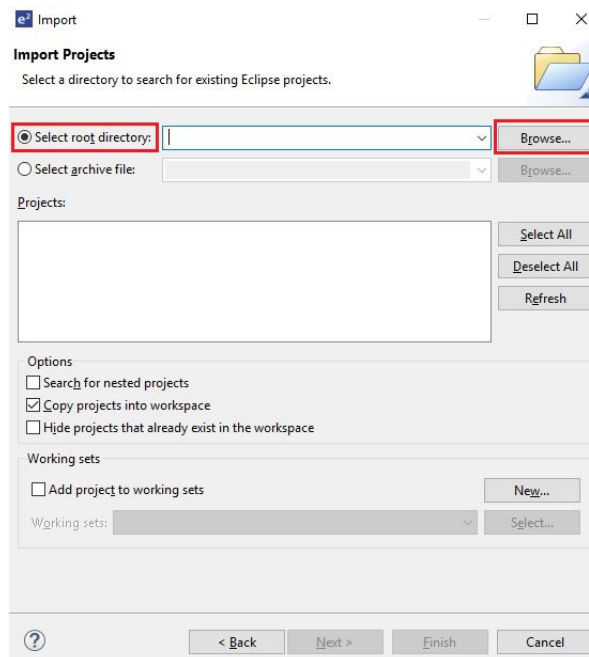 e² Import
Import Projects
Select a directory to search for existing Eclipse projects.
Select root directory: Browse...
Select archive file: Browse...
Projects:
Select All
Deselect All
Refresh
Options
Search for nested projects
Copy projects into workspace
Hide projects that already exist in the workspace
Working sets
Add project to working sets New...
Working sets: Select...
? < Back Next > Finish Cancel